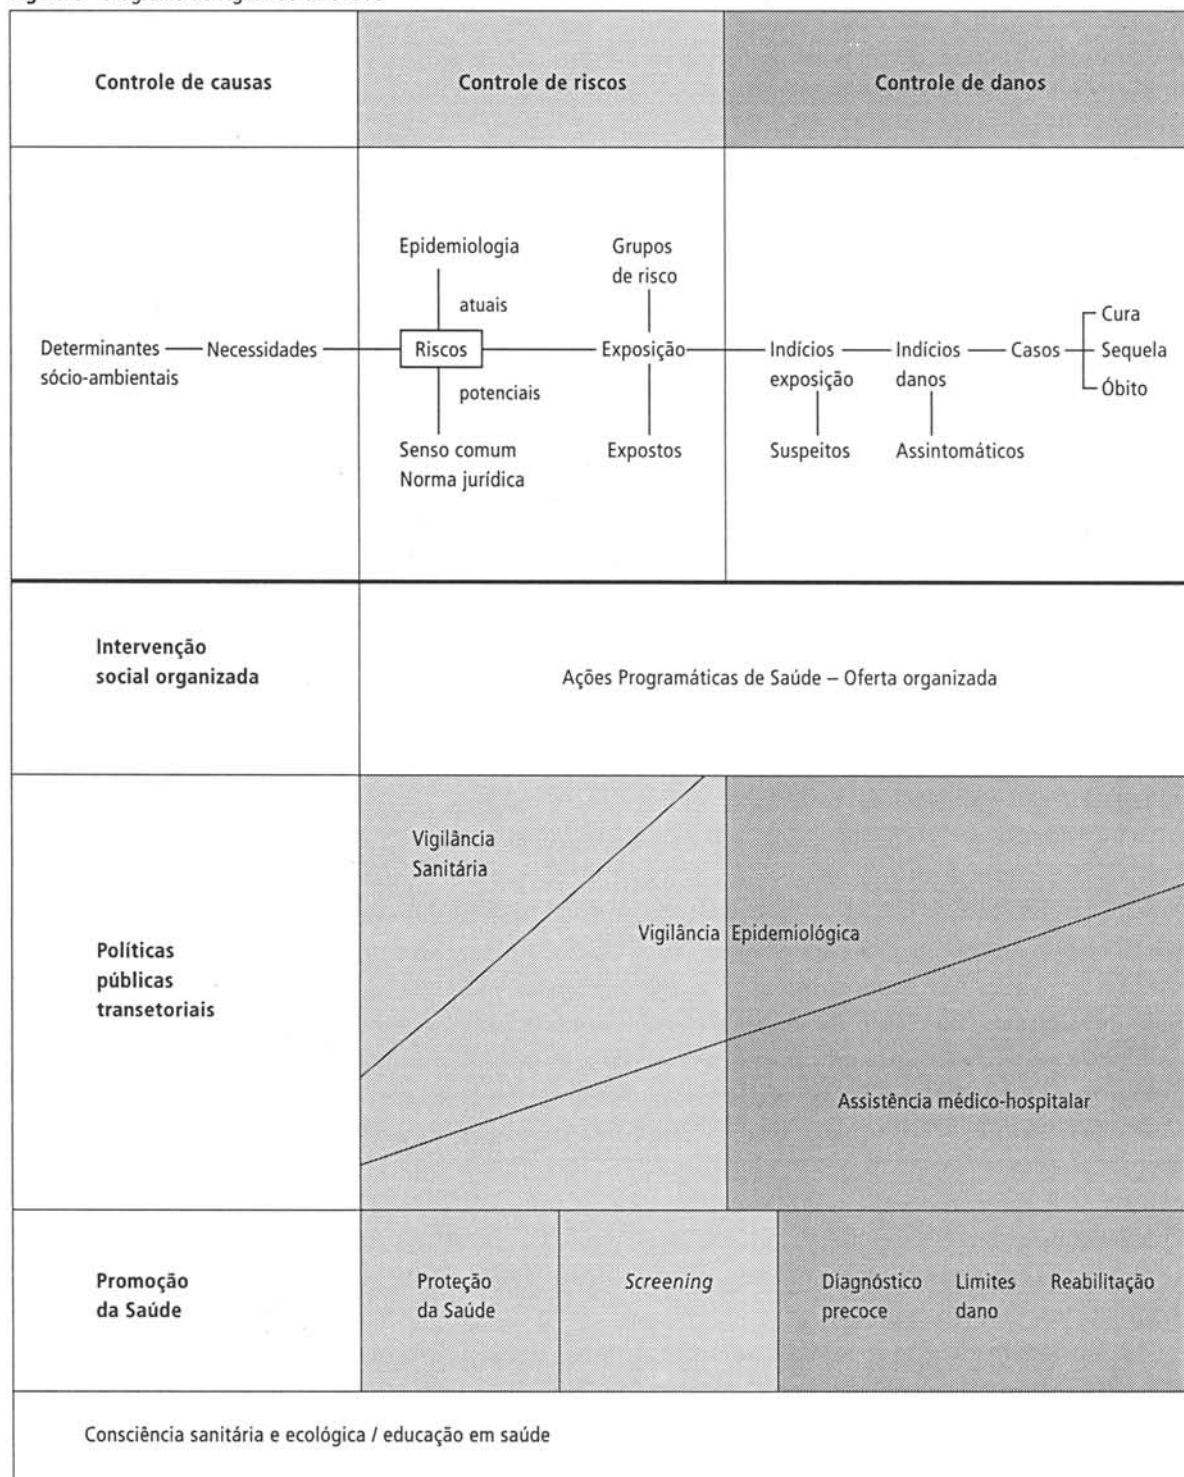 Controle de causas
Controle de riscos
Controle de danos
Epidemiologia
Grupos
de risco
atuais
Cura
Determinantes
sócio-ambientais
Necessidades
Riscos
Exposição
Indícios
exposição
Indícios
danos
Casos
Sequela
Óbito
potenciais
Senso comum
Norma jurídica
Expostos
Suspeitos
Assintomáticos
Intervenção
social organizada
Ações Programáticas de Saúde – Oferta organizada
Vigilância
Sanitária
Políticas
públicas
transetoriais
Vigilância Epidemiológica
Assistência médico-hospitalar
Promoção
da Saúde
Proteção
da Saúde
Screening
Diagnóstico
precoce
Limites
dano
Reabilitação
Consciência sanitária e ecológica / educação em saúde